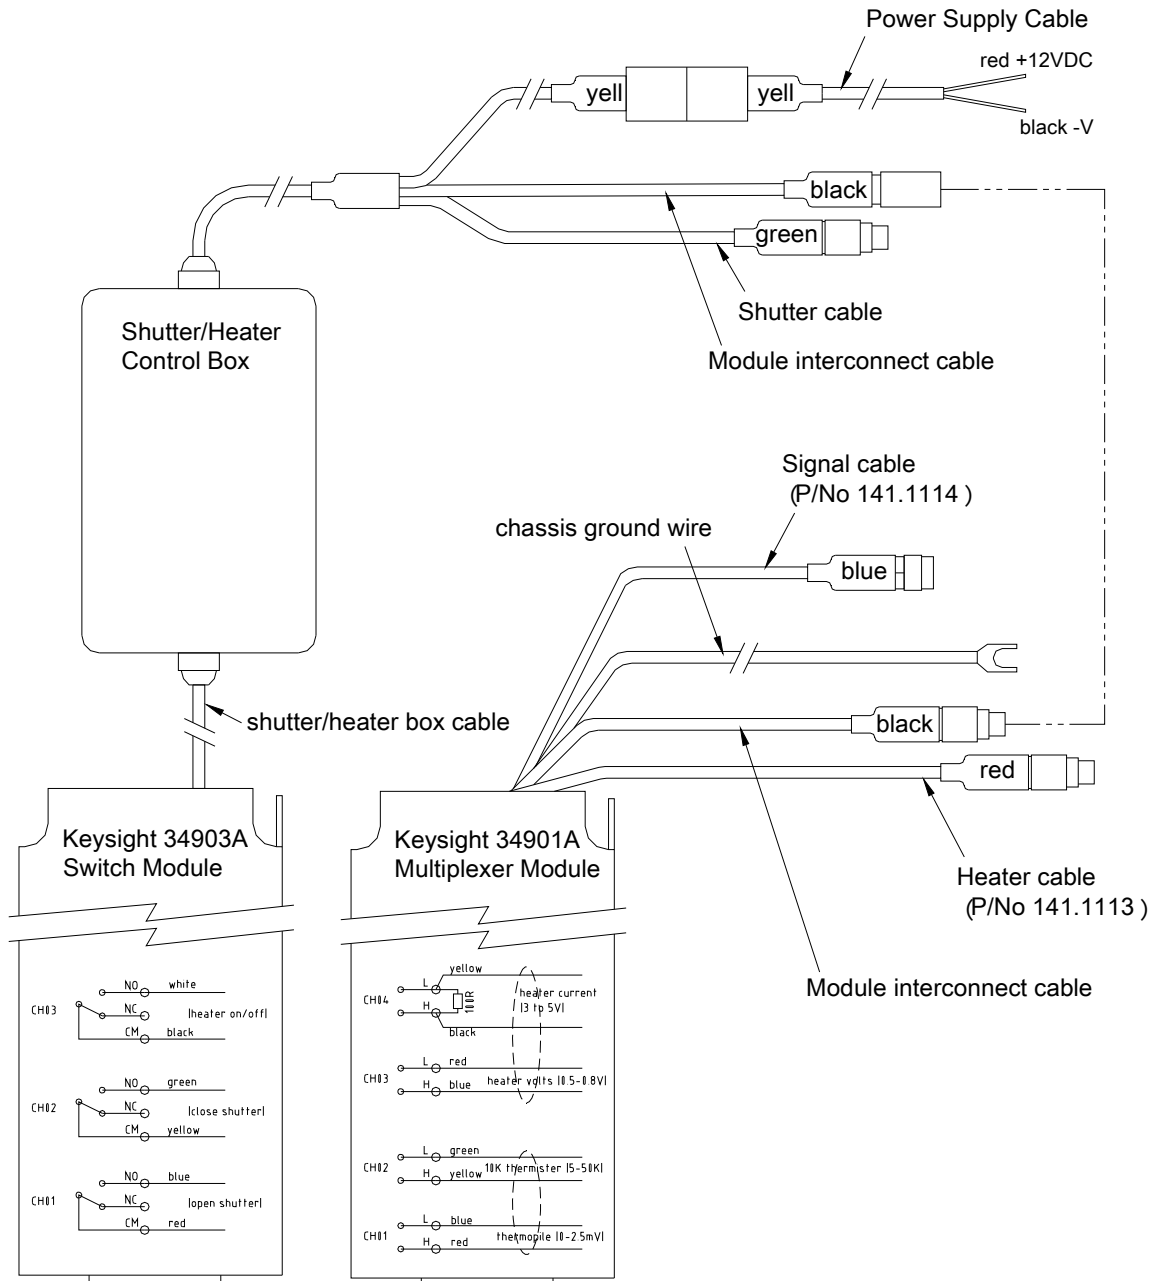 Power Supply Cable
red +12VDC
yell
yell
black -V
black
green
Shutter/Heater
Control Box
Shutter cable
Module interconnect cable
Signal cable
(P/No 141.1114 )
chassis ground wire
blue
shutter/heater box cable
black
red
Keysight 34903A
Switch Module
Keysight 34901A
Multiplexer Module
Heater cable
(P/No 141.1113 )
Module interconnect cable
CH03
NO
white
NC
(heater on/off)
CM
black
CH02
NO
green
NC
(close shutter)
CM
yellow
CH01
NO
blue
NC
(open shutter)
CM
red
CH04
L
yellow
100R
heater current
(3 to 5V)
H
black
CH03
L
red
H
blue
heater volts (0.5-0.8V)
CH02
L
green
10K thermister (5-50K)
H
yellow
CH01
L
blue
thermopile (0-2.5mV)
H
red